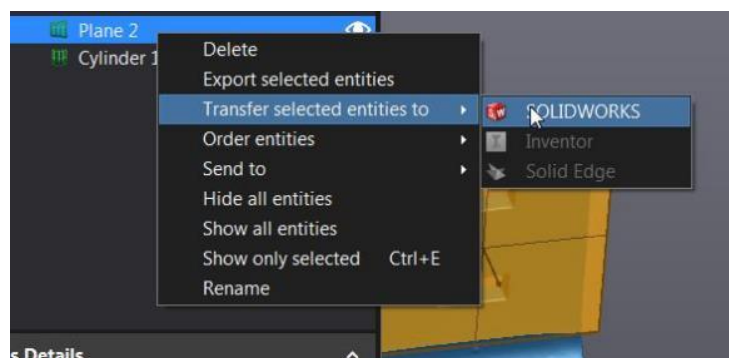 Plane 2
Cylinder 1
Delete
Export selected entities
Transfer selected entities to
SOLIDWORKS
Order entities
Inventor
Send to
Solid Edge
Hide all entities
Show all entities
Show only selected Ctrl+E
Rename
s Details